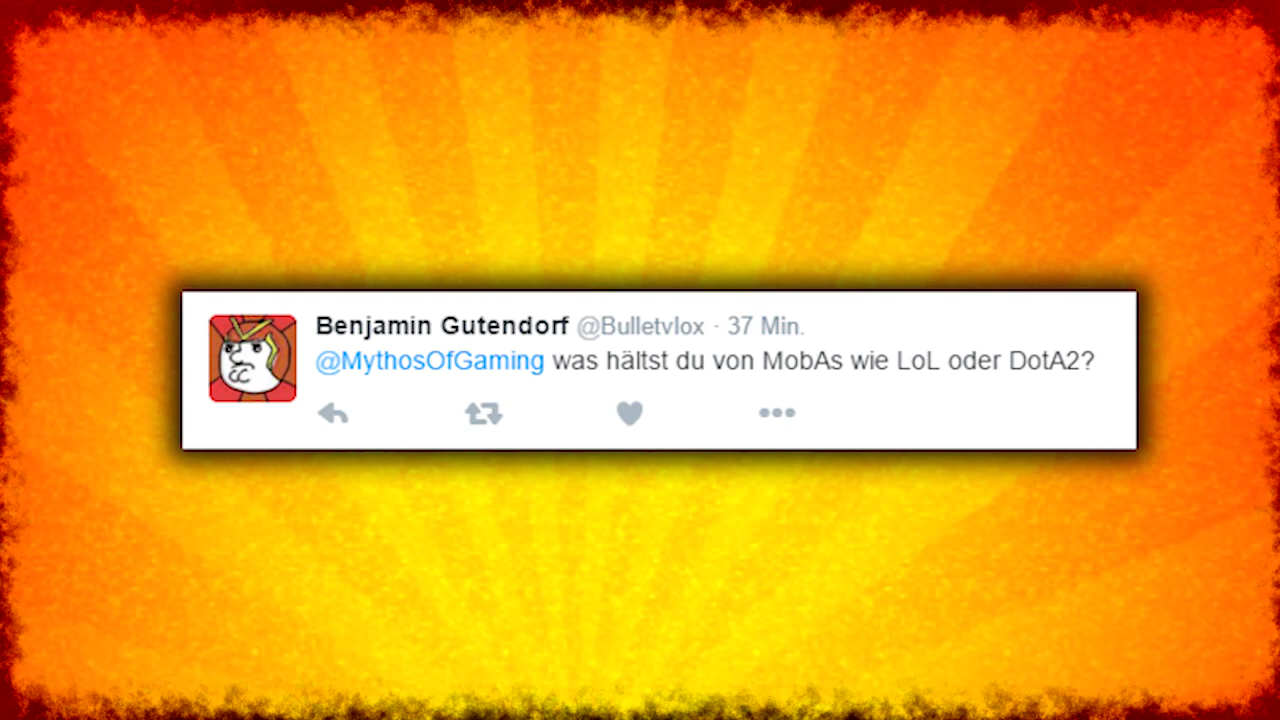 Benjamin Gutendorf @Bulletvlox · 37 Min.
@MythosOfGaming was hältst du von MobAs wie LoL oder DotA2?